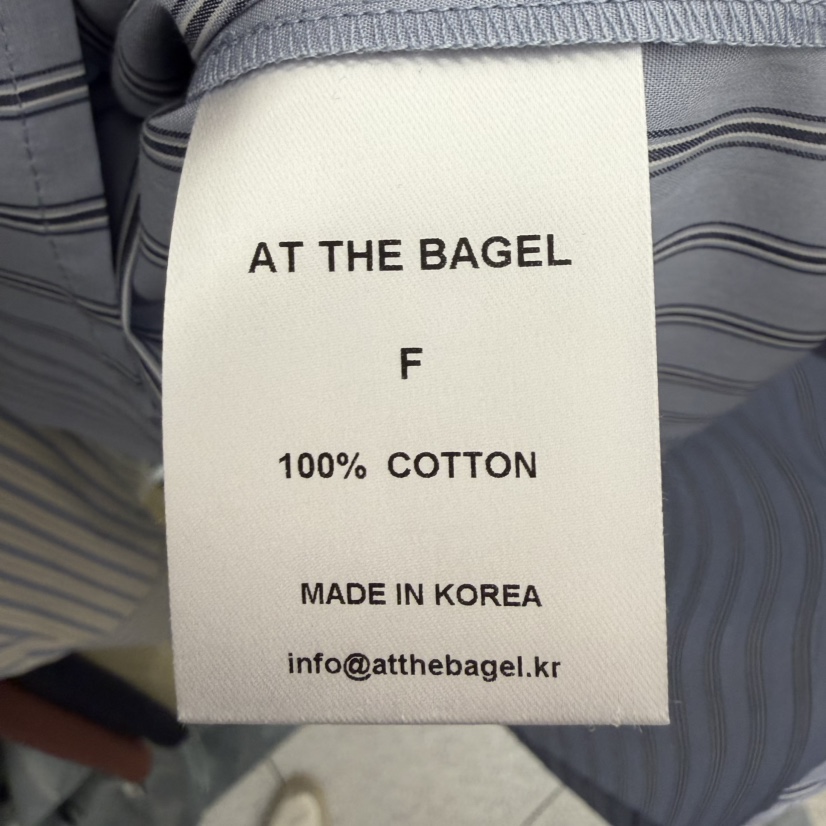 AT THE BAGEL
F
100% COTTON
MADE IN KOREA
info@atthebagel.kr